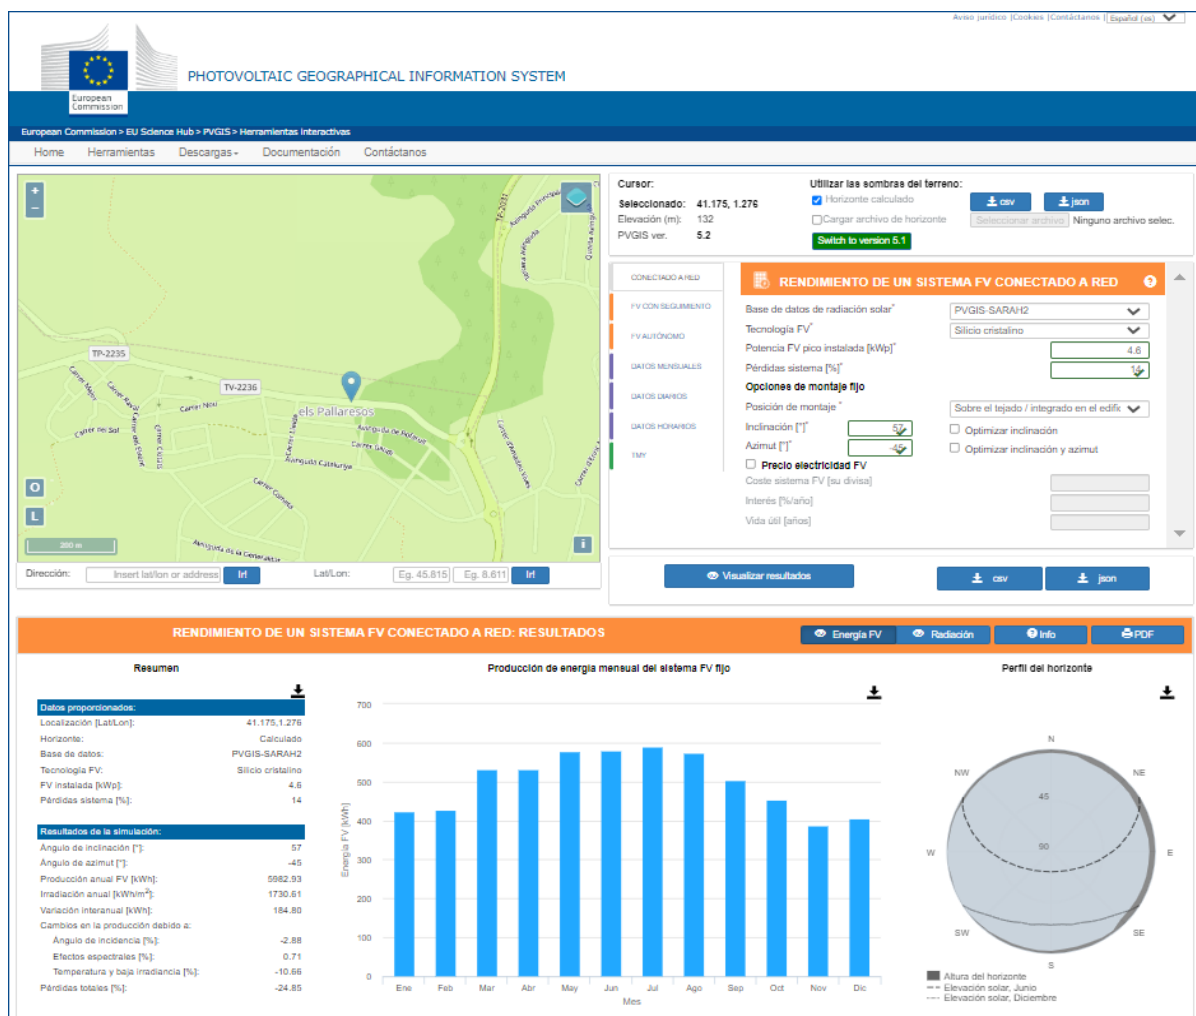 Aviso jurídico |Cookies |Contáctanos | Español (es)
European
Commission
PHOTOVOLTAIC GEOGRAPHICAL INFORMATION SYSTEM
European Commission > EU Science Hub > PVGIS > Herramientas interactivas
Home Herramientas Descargas Documentación Contáctanos
+
−
TP-2031
TP-2235
TV-2236
Carrer Nou
els Pallaresos
Carrer del Sol
Avinguda Catalunya
Carrer Gaudí
O
L
200 m
i
Dirección: Insert lat/lon or address Ir! Lat/Lon: Eg. 45.815 Eg. 8.611 Ir!
Cursor:
Seleccionado: 41.175, 1.276
Elevación (m): 132
PVGIS ver. 5.2
Utilizar las sombras del terreno:
Horizonte calculado csv json
Cargar archivo de horizonte Seleccionar archivo Ninguno archivo selec.
Switch to version 5.1
CONECTADO A RED
FV CON SEGUIMIENTO
FV AUTÓNOMO
DATOS MENSUALES
DATOS DIARIOS
DATOS HORARIOS
TMY
RENDIMIENTO DE UN SISTEMA FV CONECTADO A RED ?
Base de datos de radiación solar* PVGIS-SARAH2
Tecnología FV* Silicio cristalino
Potencia FV pico instalada [kWp]* 4.6
Pérdidas sistema [%]* 14
Opciones de montaje fijo
Posición de montaje * Sobre el tejado / integrado en el edific
Inclinación [°]* 57 Optimizar inclinación
Azimut [°]* -45 Optimizar inclinación y azimut
Precio electricidad FV
Coste sistema FV [su divisa]
Interés [%/año]
Vida útil [años]
Visualizar resultados csv json
RENDIMIENTO DE UN SISTEMA FV CONECTADO A RED: RESULTADOS
Energía FV Radiación Info PDF
Resumen
Datos proporcionados:
Localización [Lat/Lon]: 41.175,1.276
Horizonte: Calculado
Base de datos: PVGIS-SARAH2
Tecnología FV: Silicio cristalino
FV instalada [kWp]: 4.6
Pérdidas sistema [%]: 14
Resultados de la simulación:
Ángulo de inclinación [°]: 57
Ángulo de azimut [°]: -45
Producción anual FV [kWh]: 5982.93
Irradiación anual [kWh/m²]: 1730.61
Variación interanual [kWh]: 184.80
Cambios en la producción debido a:
Ángulo de incidencia [%]: -2.88
Efectos espectrales [%]: 0.71
Temperatura y baja irradiancia [%]: -10.66
Pérdidas totales [%]: -24.85
Producción de energía mensual del sistema FV fijo
Energía FV [kWh]
700
600
500
400
300
200
100
0
Ene Feb Mar Abr May Jun Jul Ago Sep Oct Nov Dic
Mes
Perfil del horizonte
N
NW NE
45
W 90 E
SW SE
S
Altura del horizonte
Elevación solar, Junio
Elevación solar, Diciembre